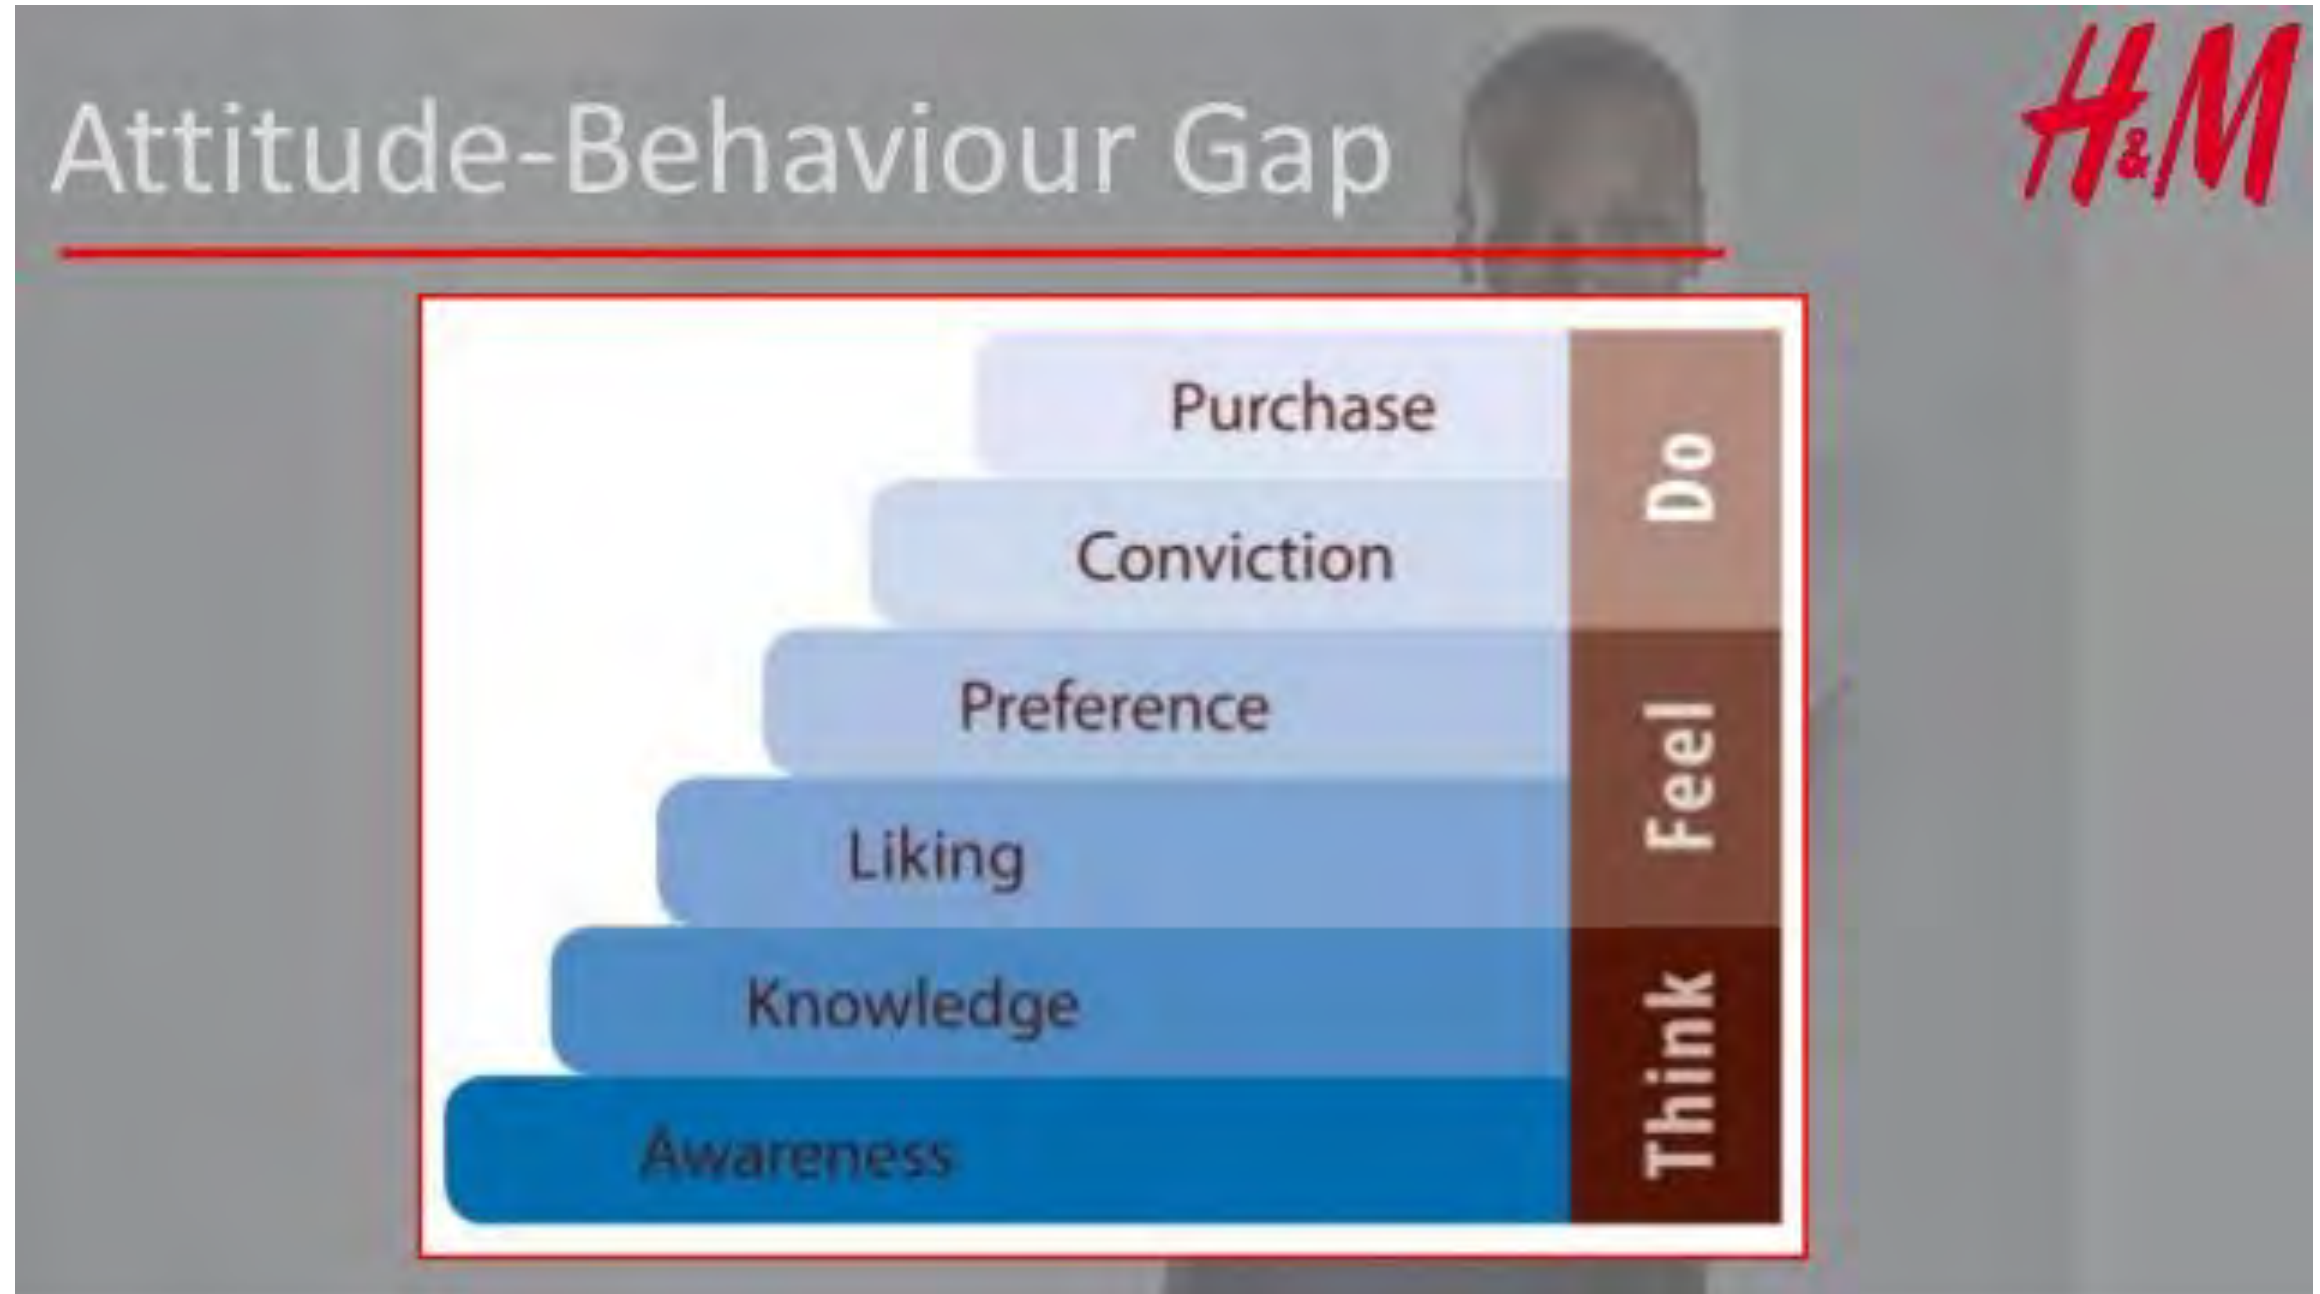 Attitude-Behaviour Gap
H&M
Purchase
Conviction
Preference
Liking
Knowledge
Awareness
Do
Feel
Think